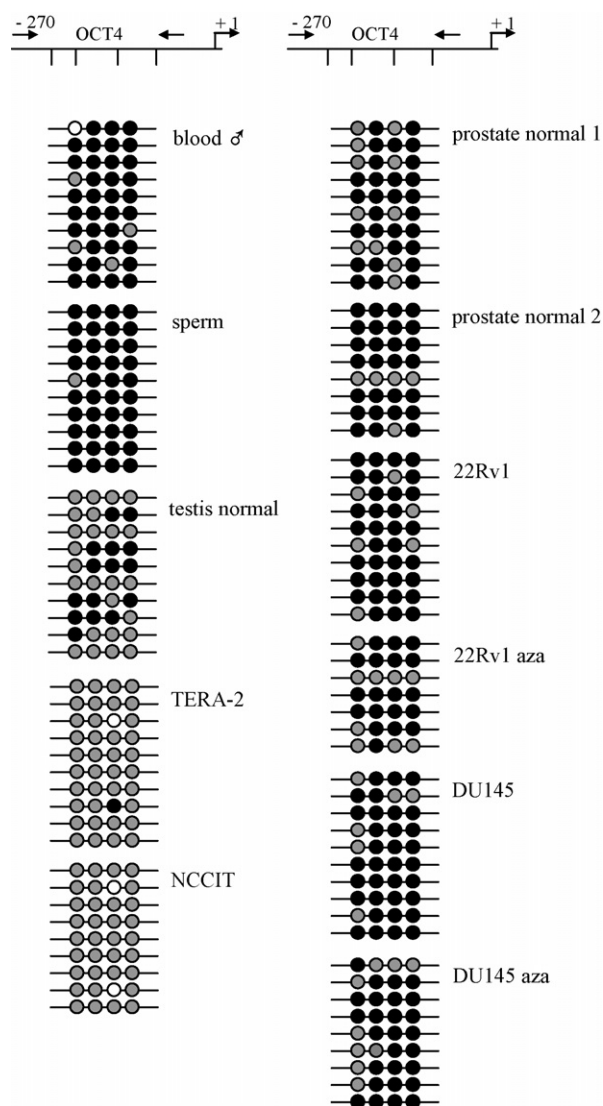 - 270 OCT4 + 1
blood ♂
sperm
testis normal
TERA-2
NCCIT
- 270 OCT4 + 1
prostate normal 1
prostate normal 2
22Rv1
22Rv1 aza
DU145
DU145 aza